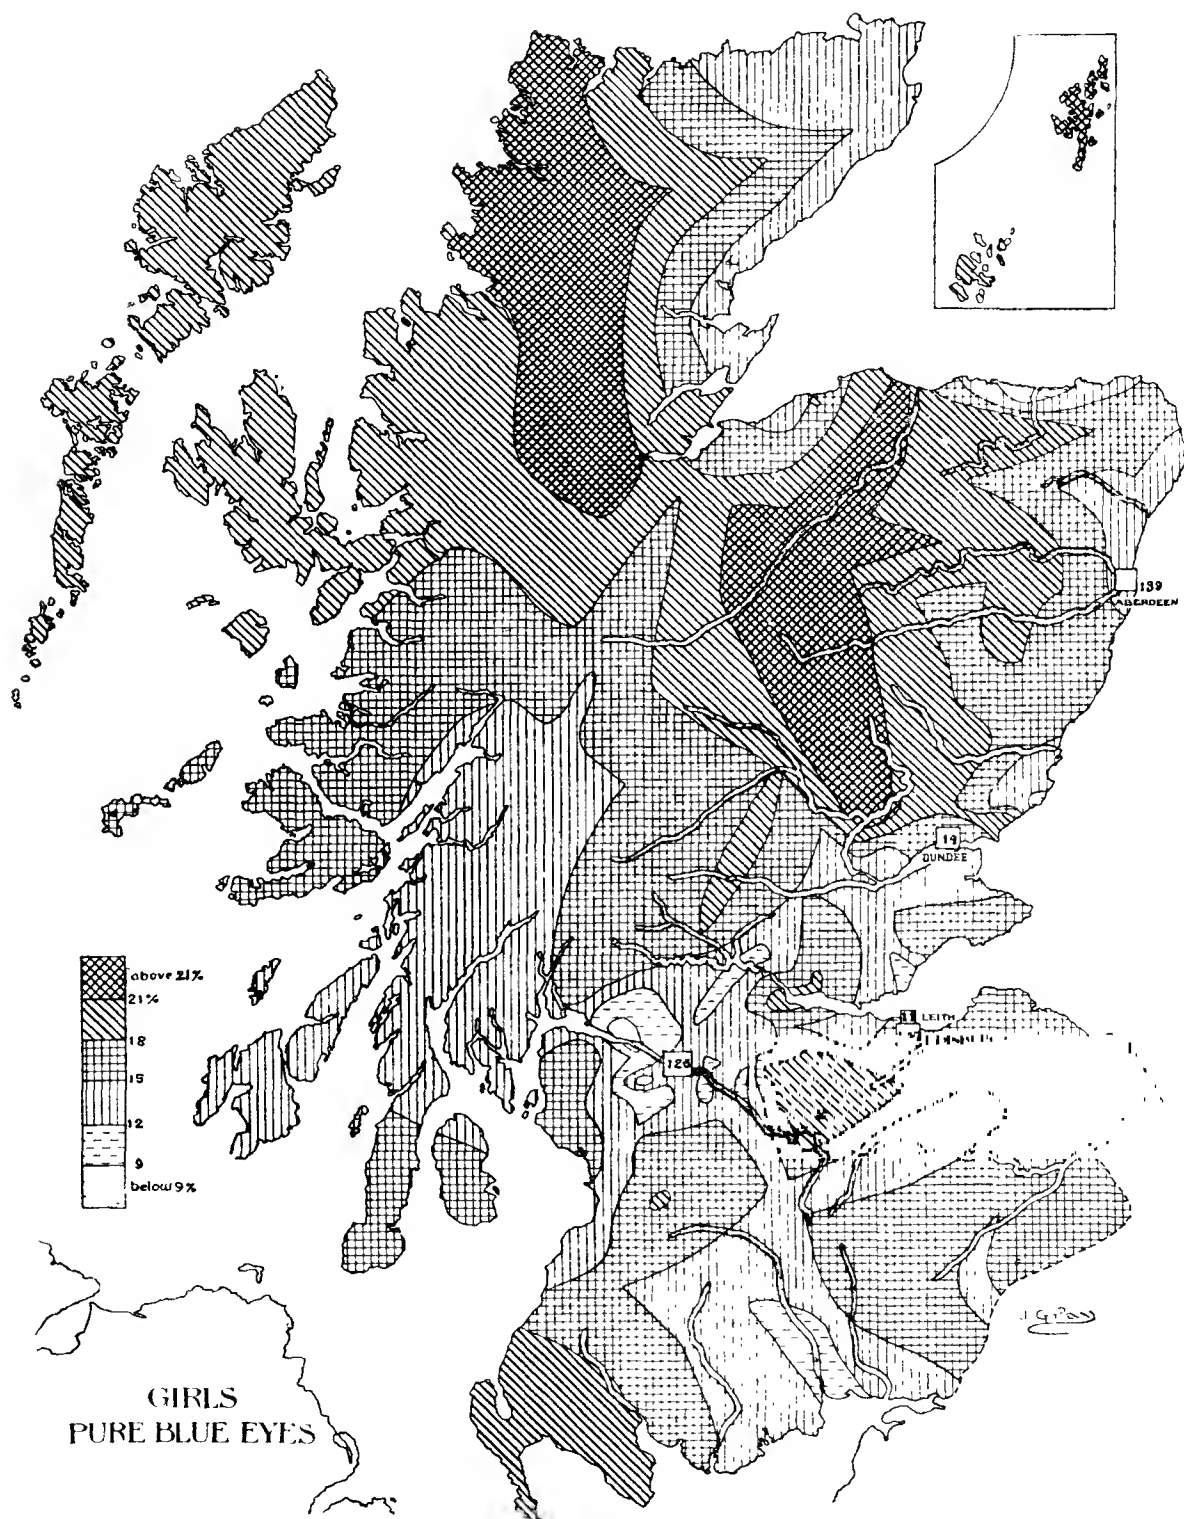 139
ABERDEEN
14
DUNDEE
above 21%
21%
18
15
12
9
below 9%
11 LEITH
126
GIRLS
PURE BLUE EYES